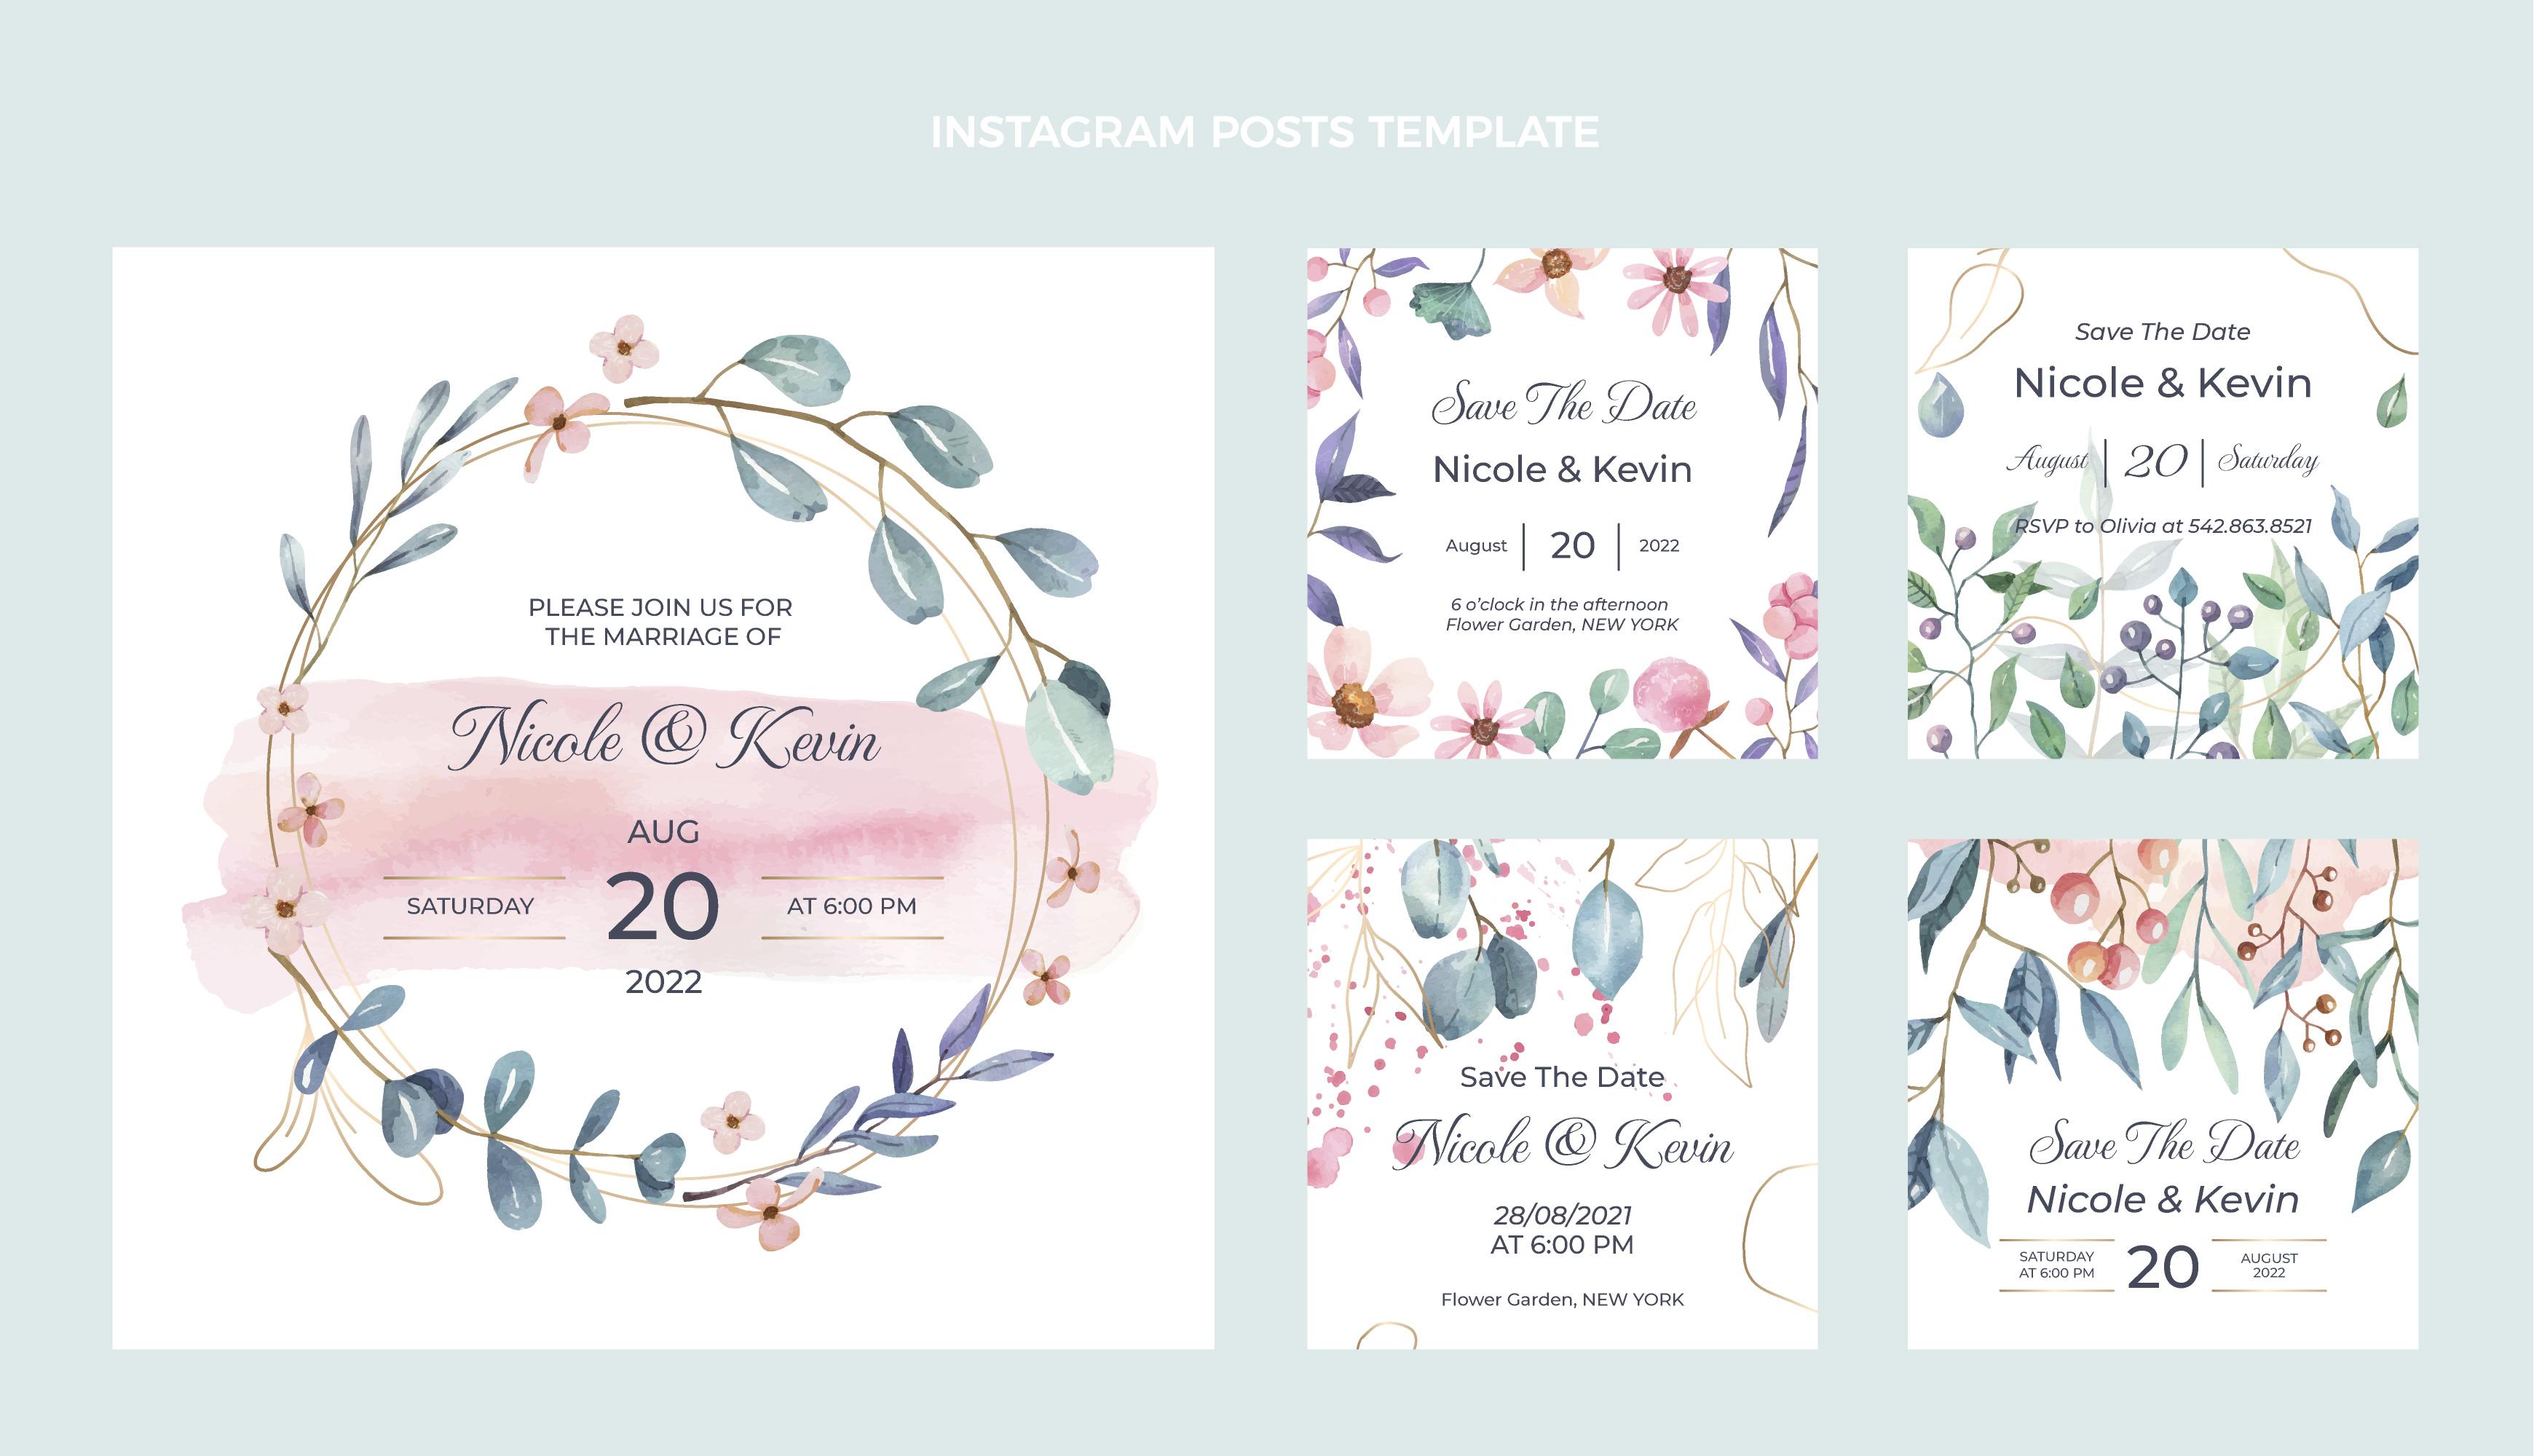 INSTAGRAM POSTS TEMPLATE
PLEASE JOIN US FOR
THE MARRIAGE OF
Nicole & Kevin
AUG
SATURDAY 20 AT 6:00 PM
2022
Save The Date
Nicole & Kevin
August 20 2022
6 o’clock in the afternoon
Flower Garden, NEW YORK
Save The Date
Nicole & Kevin
August 20 Saturday
RSVP to Olivia at 542.863.8521
Save The Date
Nicole & Kevin
28/08/2021
AT 6:00 PM
Flower Garden, NEW YORK
Save The Date
Nicole & Kevin
SATURDAY
AT 6:00 PM
20
AUGUST
2022